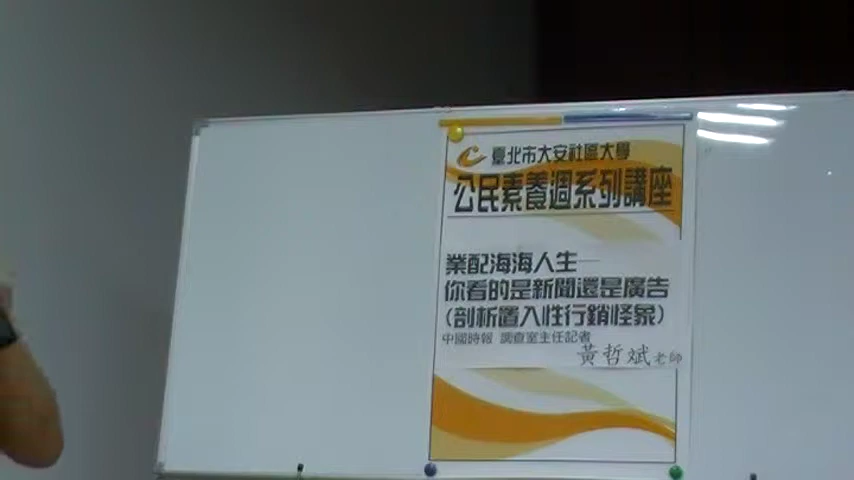 臺北市大安社區大學
公民素養週系列講座
業配海海人生—
你看的是新聞還是廣告
(剖析置入性行銷怪象)
中國時報 調查室主任記者
黃哲斌老師